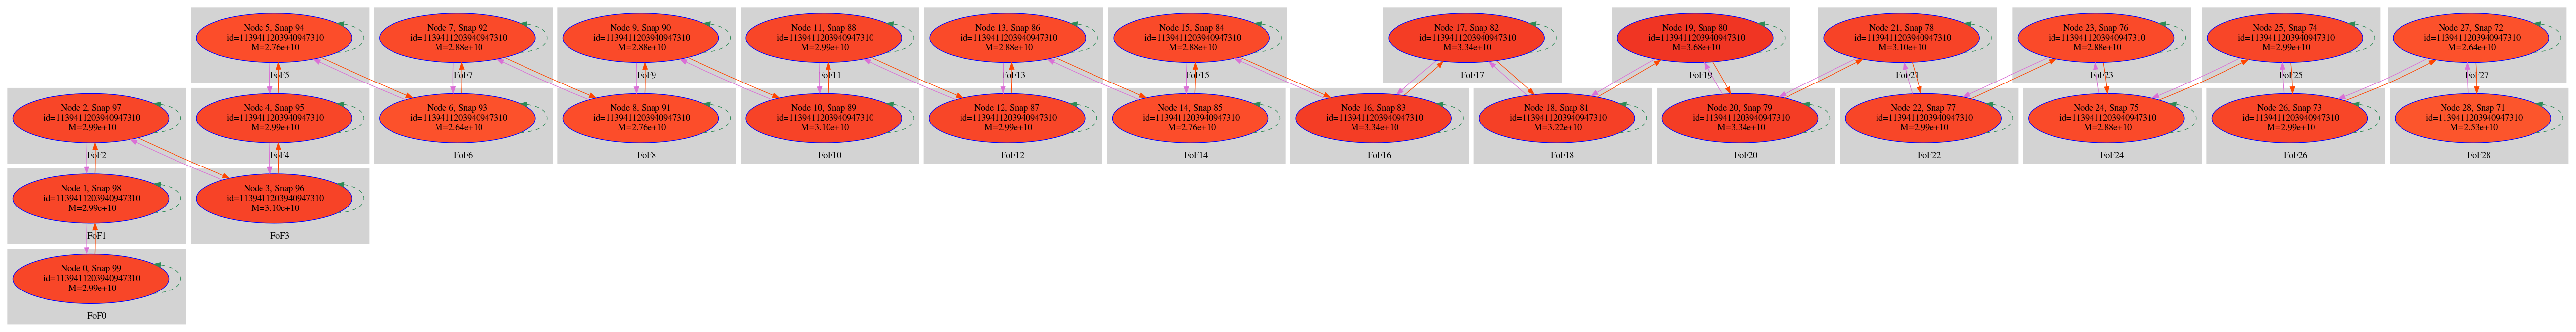 Node 5, Snap 94
id=1139411203940947310
M=2.76e+10
FoF5
Node 7, Snap 92
id=1139411203940947310
M=2.88e+10
FoF7
Node 9, Snap 90
id=1139411203940947310
M=2.88e+10
FoF9
Node 11, Snap 88
id=1139411203940947310
M=2.99e+10
FoF11
Node 13, Snap 86
id=1139411203940947310
M=2.88e+10
FoF13
Node 15, Snap 84
id=1139411203940947310
M=2.88e+10
FoF15
Node 17, Snap 82
id=1139411203940947310
M=3.34e+10
FoF17
Node 19, Snap 80
id=1139411203940947310
M=3.68e+10
FoF19
Node 21, Snap 78
id=1139411203940947310
M=3.10e+10
FoF21
Node 23, Snap 76
id=1139411203940947310
M=2.88e+10
FoF23
Node 25, Snap 74
id=1139411203940947310
M=2.99e+10
FoF25
Node 27, Snap 72
id=1139411203940947310
M=2.64e+10
FoF27
Node 2, Snap 97
id=1139411203940947310
M=2.99e+10
FoF2
Node 4, Snap 95
id=1139411203940947310
M=2.99e+10
FoF4
Node 6, Snap 93
id=1139411203940947310
M=2.64e+10
FoF6
Node 8, Snap 91
id=1139411203940947310
M=2.76e+10
FoF8
Node 10, Snap 89
id=1139411203940947310
M=3.10e+10
FoF10
Node 12, Snap 87
id=1139411203940947310
M=2.99e+10
FoF12
Node 14, Snap 85
id=1139411203940947310
M=2.76e+10
FoF14
Node 16, Snap 83
id=1139411203940947310
M=3.34e+10
FoF16
Node 18, Snap 81
id=1139411203940947310
M=3.22e+10
FoF18
Node 20, Snap 79
id=1139411203940947310
M=3.34e+10
FoF20
Node 22, Snap 77
id=1139411203940947310
M=2.99e+10
FoF22
Node 24, Snap 75
id=1139411203940947310
M=2.88e+10
FoF24
Node 26, Snap 73
id=1139411203940947310
M=2.99e+10
FoF26
Node 28, Snap 71
id=1139411203940947310
M=2.53e+10
FoF28
Node 1, Snap 98
id=1139411203940947310
M=2.99e+10
FoF1
Node 3, Snap 96
id=1139411203940947310
M=3.10e+10
FoF3
Node 0, Snap 99
id=1139411203940947310
M=2.99e+10
FoF0